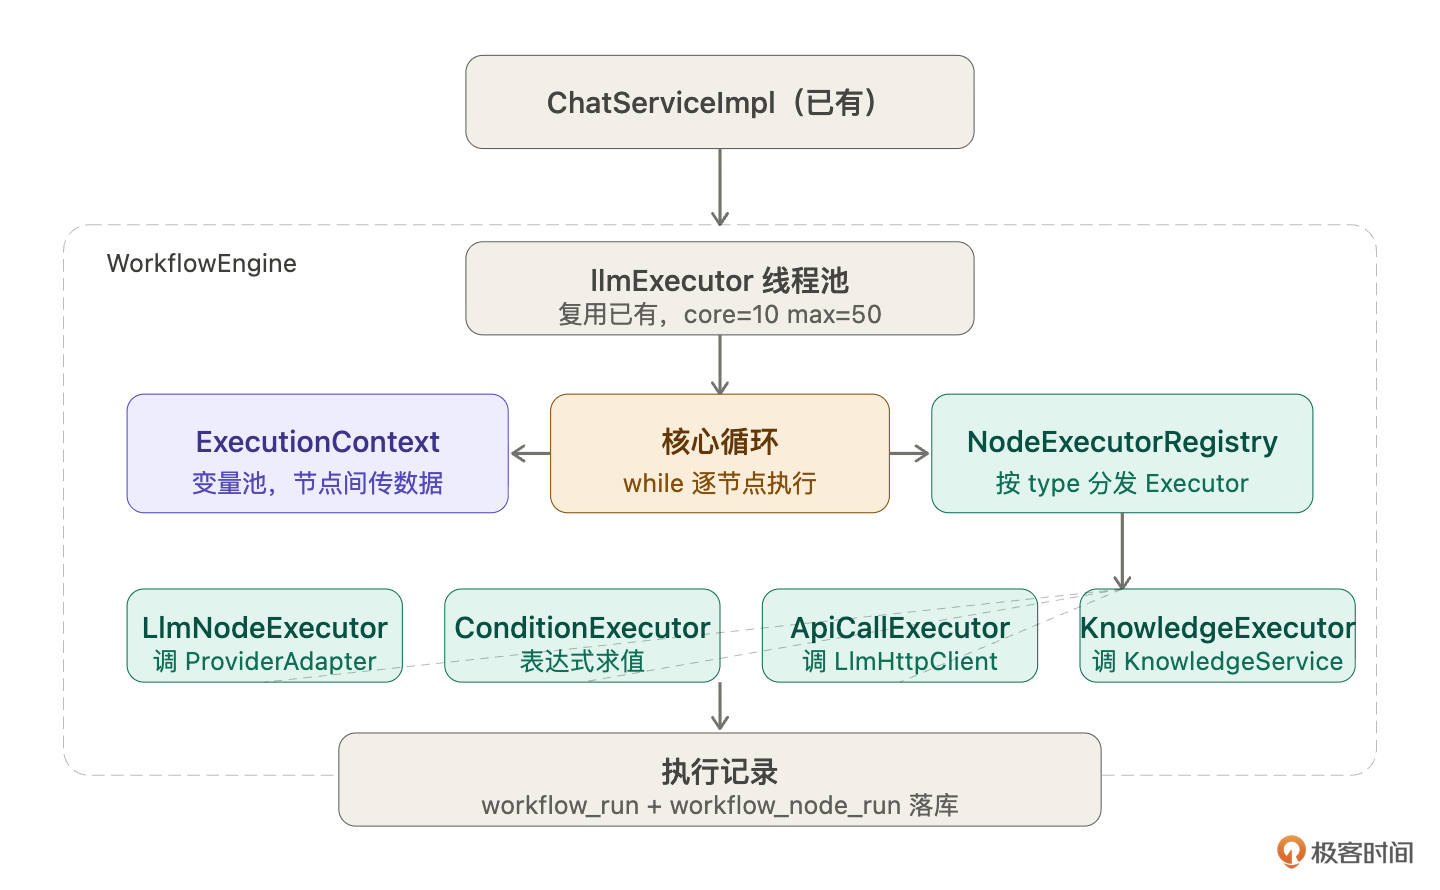 ChatServiceImpl（已有）
WorkflowEngine
llmExecutor 线程池
复用已有，core=10 max=50
ExecutionContext
变量池，节点间传数据
核心循环
while 逐节点执行
NodeExecutorRegistry
按 type 分发 Executor
LlmNodeExecutor
调 ProviderAdapter
ConditionExecutor
表达式求值
ApiCallExecutor
调 LlmHttpClient
KnowledgeExecutor
调 KnowledgeService
执行记录
workflow_run + workflow_node_run 落库
极客时间